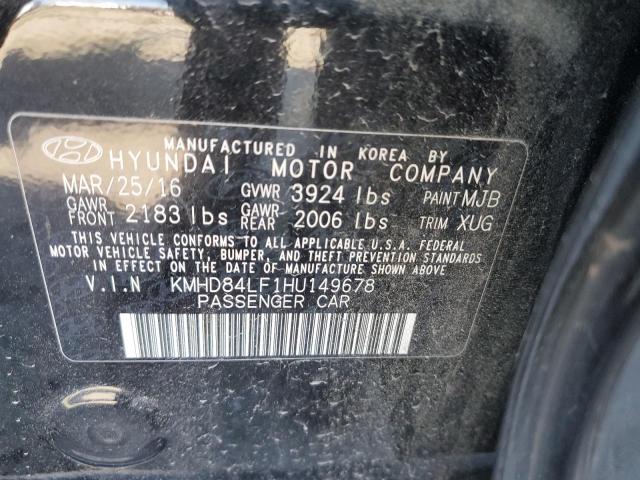 MANUFACTURED IN KOREA BY
HYUNDAI MOTOR COMPANY
MAR/25/16 GVWR 3924 lbs PAINT MJB
GAWR FRONT 2183 lbs GAWR REAR 2006 lbs TRIM XUG
THIS VEHICLE CONFORMS TO ALL APPLICABLE U.S.A. FEDERAL
MOTOR VEHICLE SAFETY, BUMPER, AND THEFT PREVENTION STANDARDS
IN EFFECT ON THE DATE OF MANUFACTURE SHOWN ABOVE
V.I.N KMHD84LF1HU149678
PASSENGER CAR